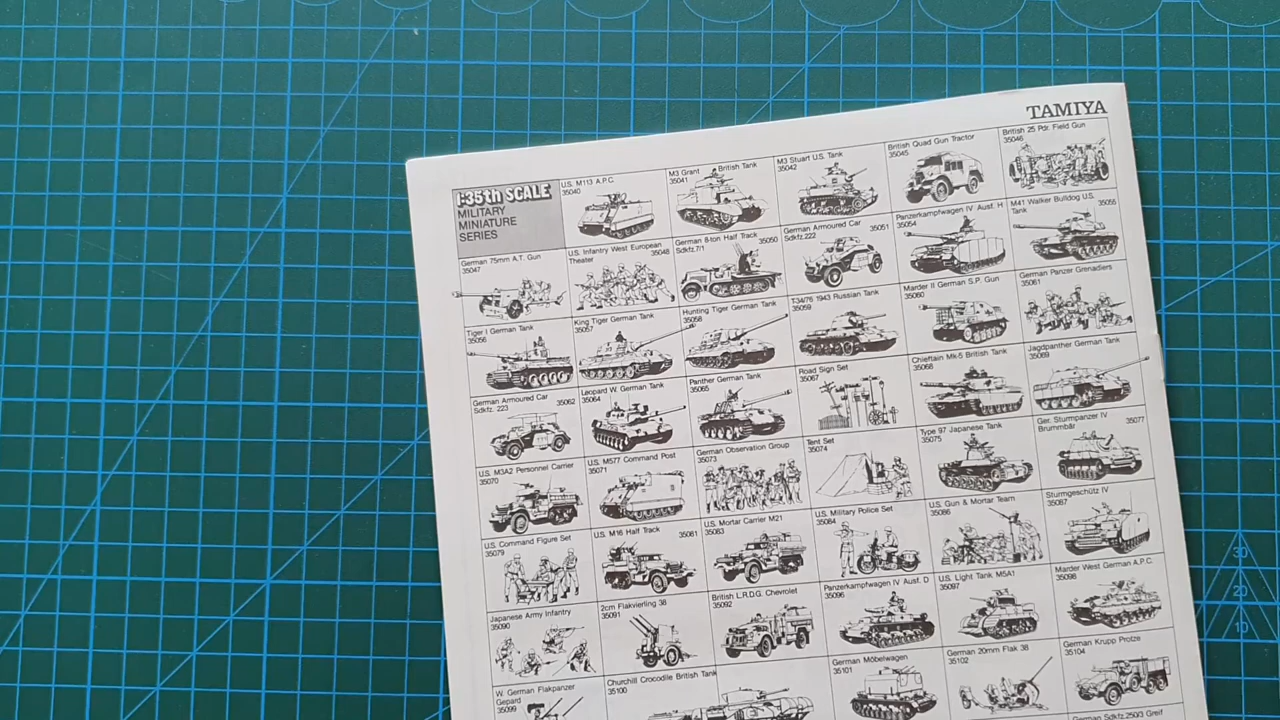 TAMIYA
1:35th SCALE
MILITARY
MINIATURE
SERIES
U.S. M113 A.P.C.
35040
M3 Grant British Tank
35041
M3 Stuart U.S. Tank
35042
British Quad Gun Tractor
35045
British 25 Pdr. Field Gun
35046
German 75mm A.T. Gun
35047
U.S. Infantry West European 35048
Theater
German 8-ton Half Track 35050
Sdkfz.7/1
German Armoured Car 35051
Sdkfz.222
Panzerkampfwagen IV Ausf. H
35054
M41 Walker Bulldog U.S. 35055
Tank
Tiger I German Tank
35056
King Tiger German Tank
35057
Hunting Tiger German Tank
35058
T-34/76 1943 Russian Tank
35059
Marder II German S.P. Gun
35060
German Panzer Grenadiers
35061
German Armoured Car 35062
Sdkfz. 223
Leopard W. German Tank
35064
Panther German Tank
35065
Road Sign Set
35067
Chieftain Mk-5 British Tank
35068
Jagdpanther German Tank
35069
U.S. M3A2 Personnel Carrier
35070
U.S. M577 Command Post
35071
German Observation Group
35073
Tent Set
35074
Type 97 Japanese Tank
35075
Ger. Sturmpanzer IV 35077
Brummbär
U.S. Command Figure Set
35079
U.S. M16 Half Track 35081
U.S. Mortar Carrier M21
35083
U.S. Military Police Set
35084
U.S. Gun & Mortar Team
35086
Sturmgeschütz IV
35087
Japanese Army Infantry
35090
2cm Flakvierling 38
35091
British L.R.D.G. Chevrolet
35092
Panzerkampfwagen IV Ausf. D
35096
U.S. Light Tank M5A1
35097
Marder West German A.P.C.
35098
W. German Flakpanzer
Gepard
35099
Churchill Crocodile British Tank
35100
German Möbelwagen
35101
German 20mm Flak 38
35102
German Krupp Protze
35104
German Sdkfz.250/3 Greif
30
20
10